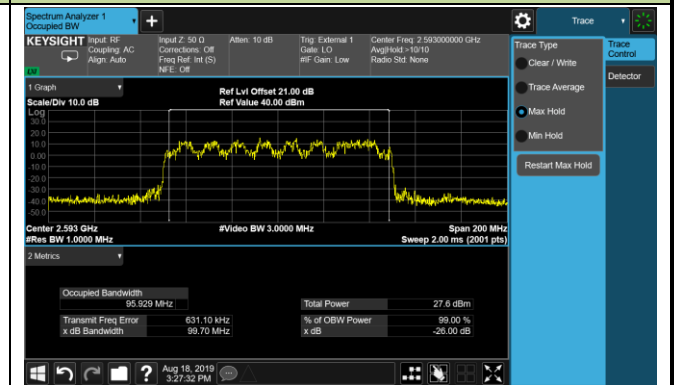 Spectrum Analyzer 1
Occupied BW
+
Trace
KEYSIGHT
Input: RF
Coupling: AC
Align: Auto
Input Z: 50 Ω
Corrections: Off
Freq Ref: Int (S)
NFE: Off
Atten: 10 dB
Trig: External 1
Gate: LO
#IF Gain: Low
Center Freq: 2.593000000 GHz
Avg|Hold:>10/10
Radio Std: None
LW
Trace Type
Clear / Write
Trace Average
Max Hold
Min Hold
Restart Max Hold
Trace
Control
Detector
1 Graph
Scale/Div 10.0 dB
Ref Lvl Offset 21.00 dB
Ref Value 40.00 dBm
Log
30.0
20.0
10.0
0.00
-10.0
-20.0
-30.0
-40.0
-50.0
Center 2.593 GHz
#Res BW 1.0000 MHz
#Video BW 3.0000 MHz
Span 200 MHz
Sweep 2.00 ms (2001 pts)
2 Metrics
Occupied Bandwidth
95.929 MHz
Total Power 27.6 dBm
Transmit Freq Error 631.10 kHz
% of OBW Power 99.00 %
x dB Bandwidth 99.70 MHz
x dB -26.00 dB
?
Aug 18, 2019
3:27:32 PM